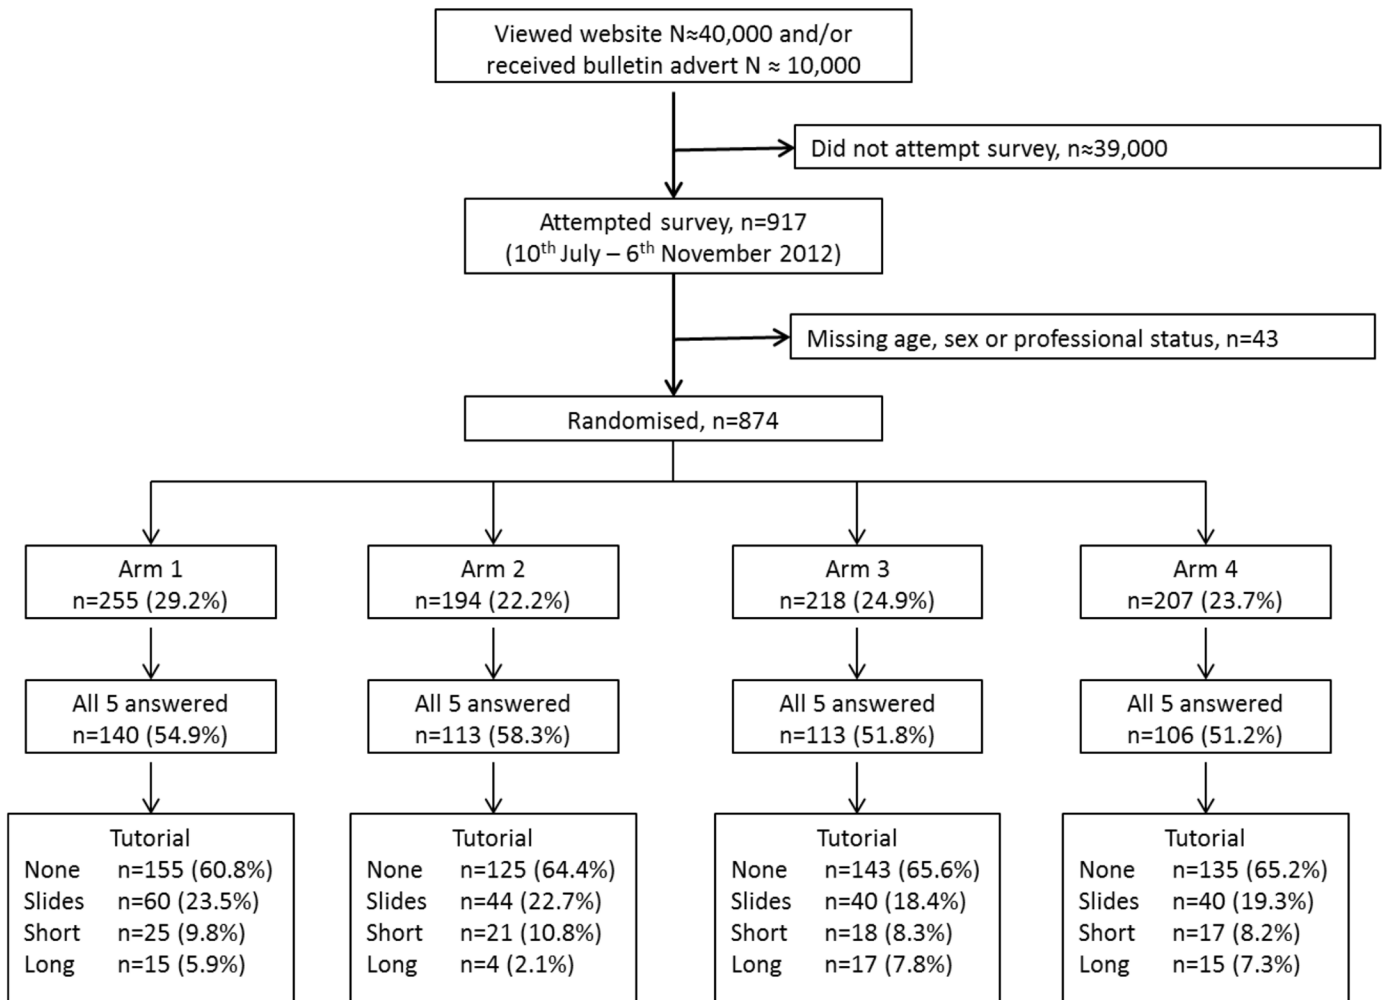 Viewed website N≈40,000 and/or
received bulletin advert N ≈ 10,000
Did not attempt survey, n≈39,000
Attempted survey, n=917
(10th July – 6th November 2012)
Missing age, sex or professional status, n=43
Randomised, n=874
Arm 1
n=255 (29.2%)
Arm 2
n=194 (22.2%)
Arm 3
n=218 (24.9%)
Arm 4
n=207 (23.7%)
All 5 answered
n=140 (54.9%)
All 5 answered
n=113 (58.3%)
All 5 answered
n=113 (51.8%)
All 5 answered
n=106 (51.2%)
Tutorial
None n=155 (60.8%)
Slides n=60 (23.5%)
Short n=25 (9.8%)
Long n=15 (5.9%)
Tutorial
None n=125 (64.4%)
Slides n=44 (22.7%)
Short n=21 (10.8%)
Long n=4 (2.1%)
Tutorial
None n=143 (65.6%)
Slides n=40 (18.4%)
Short n=18 (8.3%)
Long n=17 (7.8%)
Tutorial
None n=135 (65.2%)
Slides n=40 (19.3%)
Short n=17 (8.2%)
Long n=15 (7.3%)